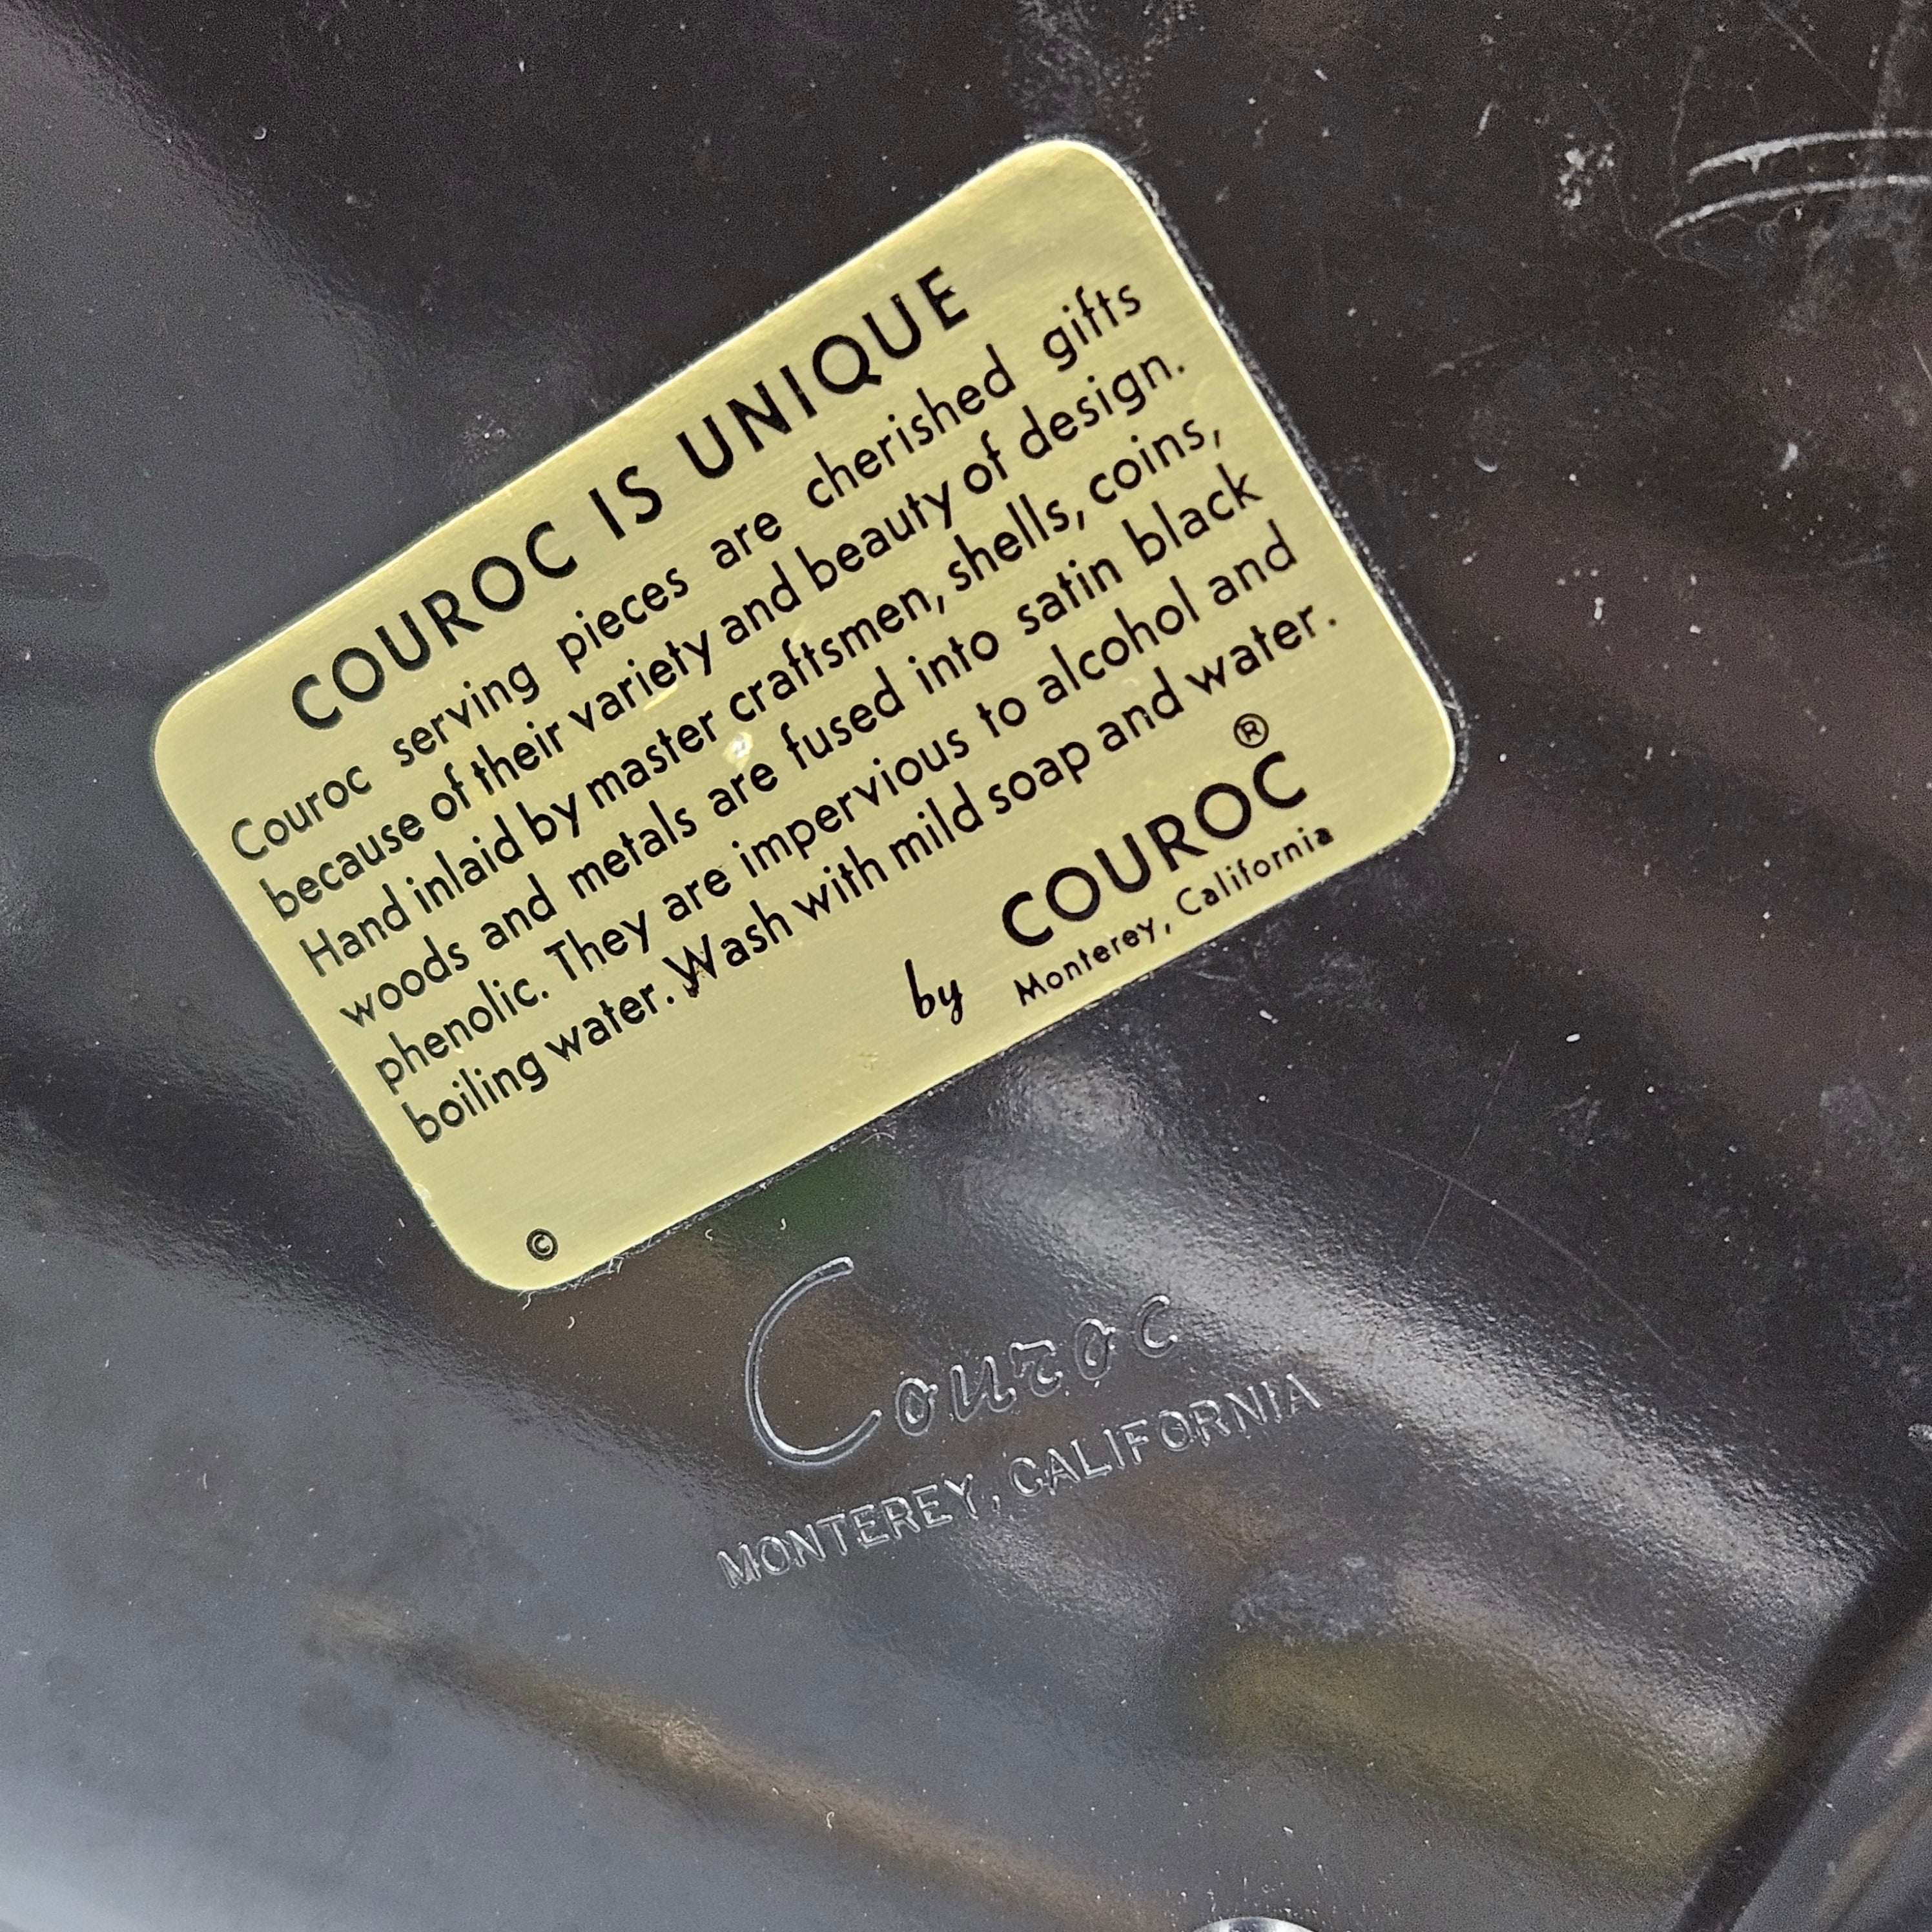 COUROC IS UNIQUE
Couroc serving pieces are cherished gifts
because of their variety and beauty of design.
Hand inlaid by master craftsmen, shells, coins,
woods and metals are fused into satin black
phenolic. They are impervious to alcohol and
boiling water. Wash with mild soap and water.
by COUROC ®
Monterey, California
©
Couroc
MONTEREY, CALIFORNIA